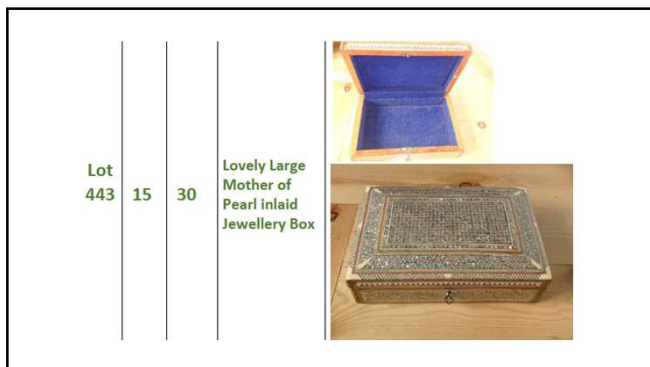 Lot
443
15
30
Lovely Large
Mother of
Pearl inlaid
Jewellery Box